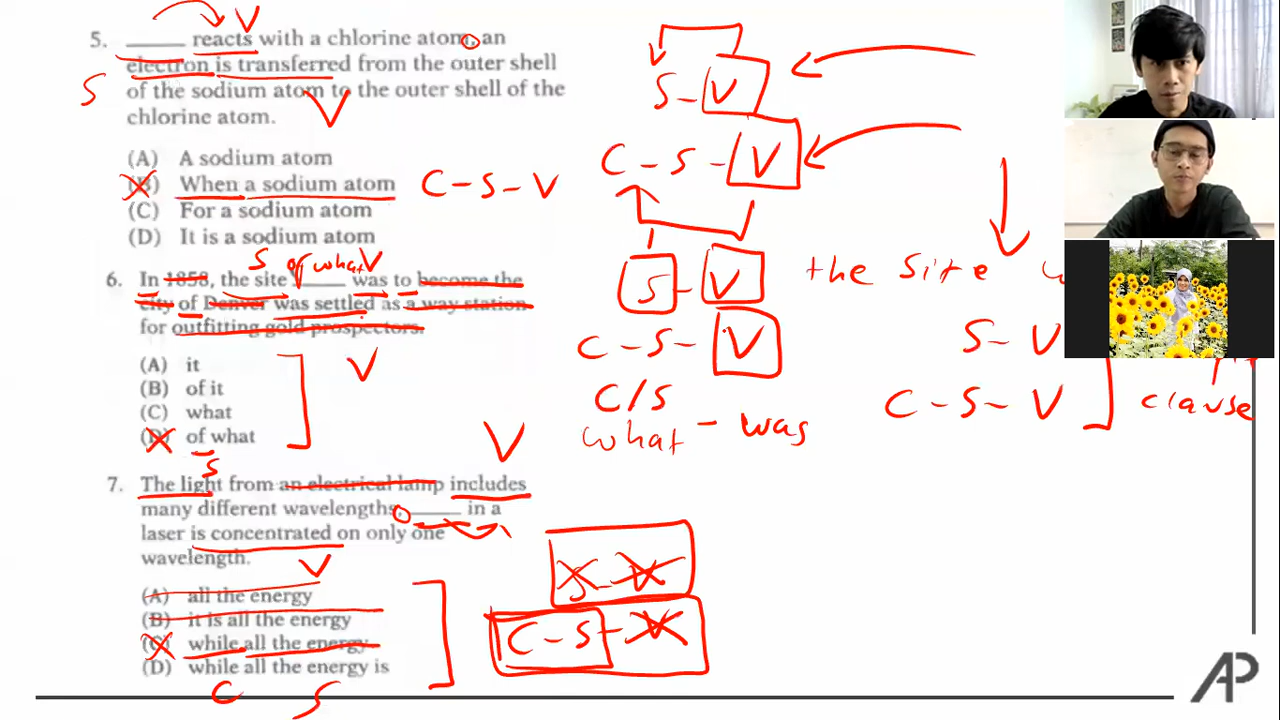 V
5. ____ reacts with a chlorine atom, an
electron is transferred from the outer shell
S of the sodium atom to the outer shell of the
chlorine atom.
V
(A) A sodium atom
(B) When a sodium atom C-S-V
(C) For a sodium atom
(D) It is a sodium atom
S of what V
6. In 1858, the site ____ was to become the
city of Denver was settled as a way station
for outfitting gold prospectors.
V
(A) it
(B) of it
(C) what
(D) of what
S V
7. The light from an electrical lamp includes
many different wavelengths, ____ in a
laser is concentrated on only one
wavelength.
V
(A) all the energy
(B) it is all the energy
(C) while all the energy
(D) while all the energy is
C S
S-V
C-S-V
S-V
C-S-V
C/S
what - was
the site
S-V
C-S-V
clause
S-V
C-S-V
AP